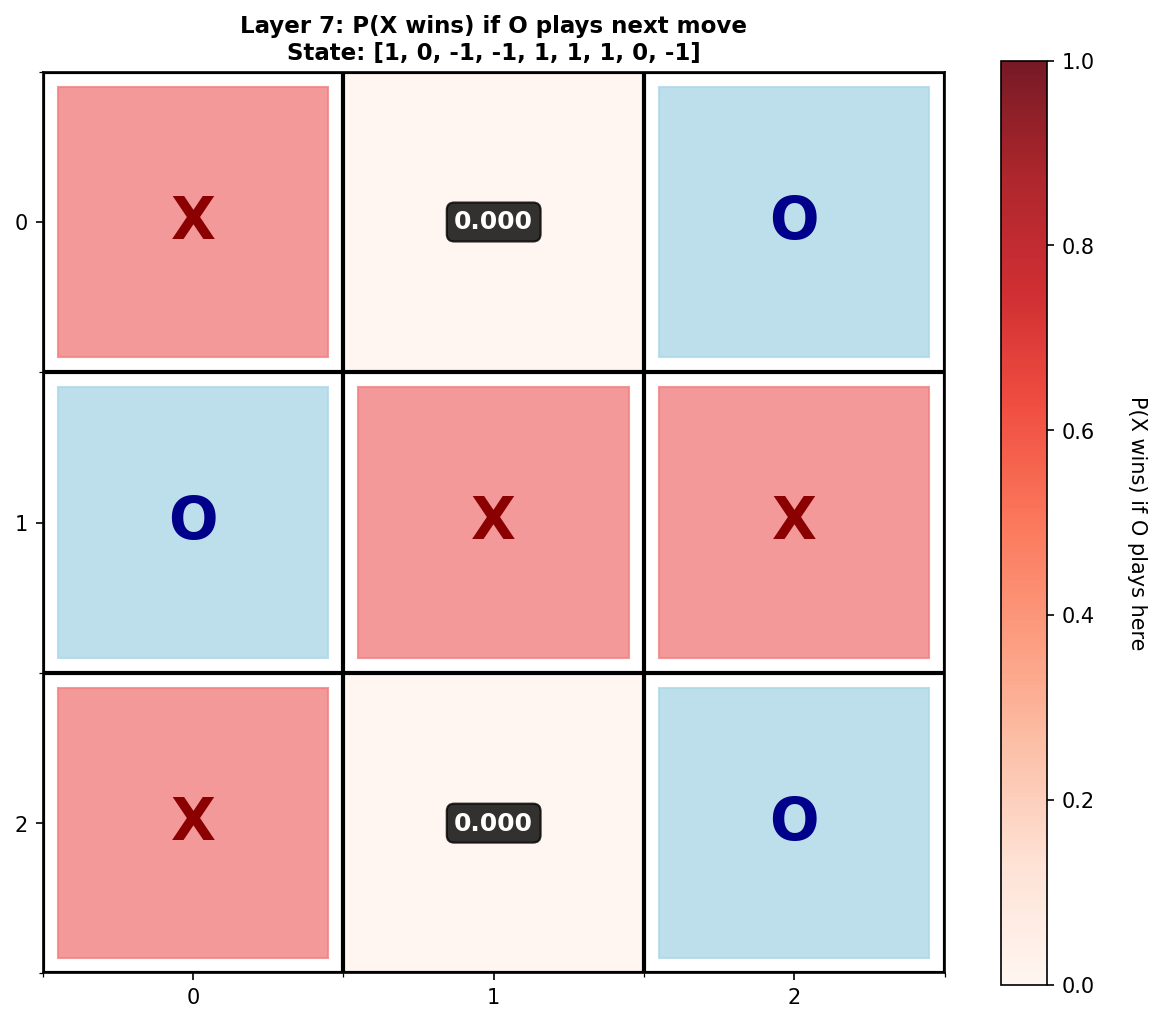 Layer 7: P(X wins) if O plays next move
State: [1, 0, -1, -1, 1, 1, 1, 0, -1]
0
X
0.000
O
1
O
X
X
2
X
0.000
O
0
1
2
1.0
0.8
0.6
0.4
0.2
0.0
P(X wins) if O plays here